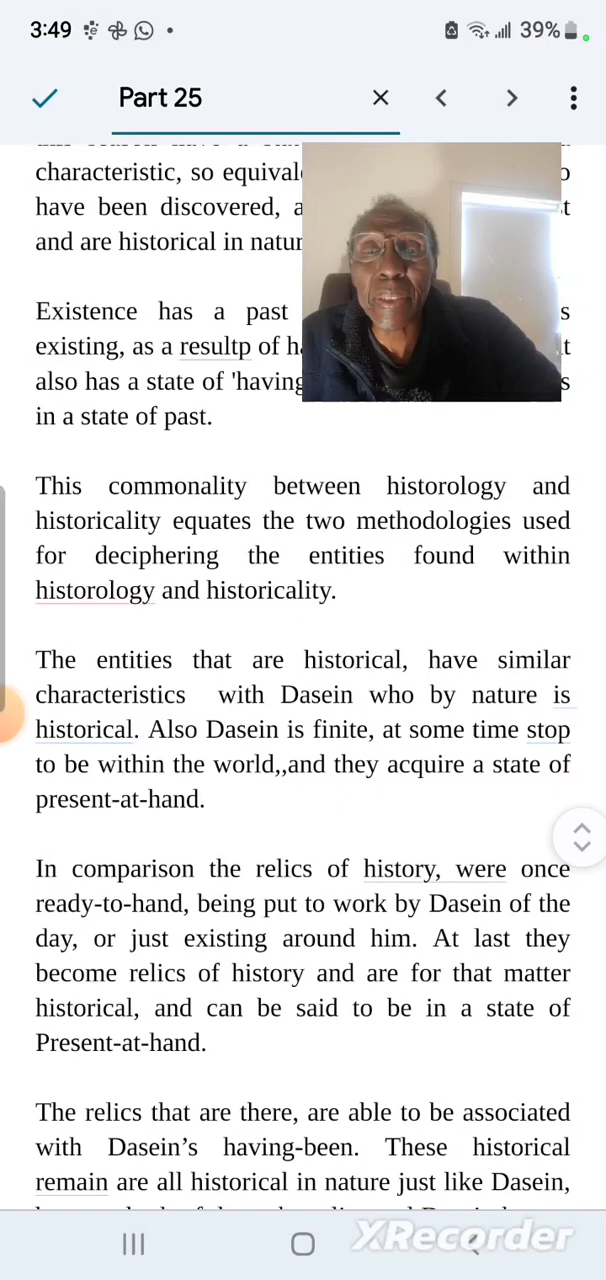 3:49
39%
Part 25
characteristic, so
have been discovered,
and are historical in
Existence has a past
existing, as a resultp of
also has a state of 'having
in a state of past.
This commonality between historology and
historicality equates the two methodologies used
for deciphering the entities found within
historology and historicality.
The entities that are historical, have similar
characteristics with Dasein who by nature is
historical. Also Dasein is finite, at some time stop
to be within the world,,and they acquire a state of
present-at-hand.
In comparison the relics of history, were once
ready-to-hand, being put to work by Dasein of the
day, or just existing around him. At last they
become relics of history and are for that matter
historical, and can be said to be in a state of
Present-at-hand.
The relics that are there, are able to be associated
with Dasein’s having-been. These historical
remain are all historical in nature just like Dasein,
XRecorder